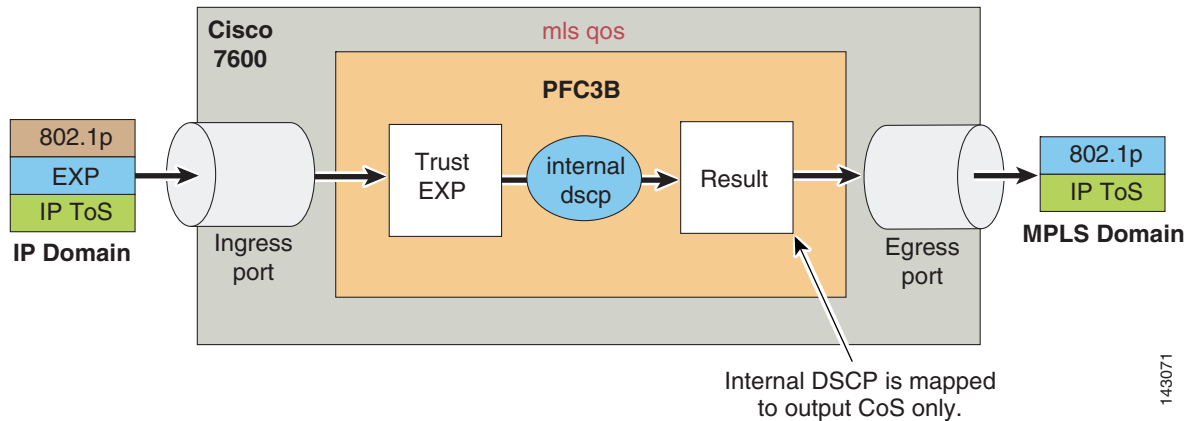 Cisco
7600
mls qos
PFC3B
802.1p
EXP
IP ToS
IP Domain
Ingress
port
Trust
EXP
internal
dscp
Result
Egress
port
802.1p
IP ToS
MPLS Domain
Internal DSCP is mapped
to output CoS only.
143071